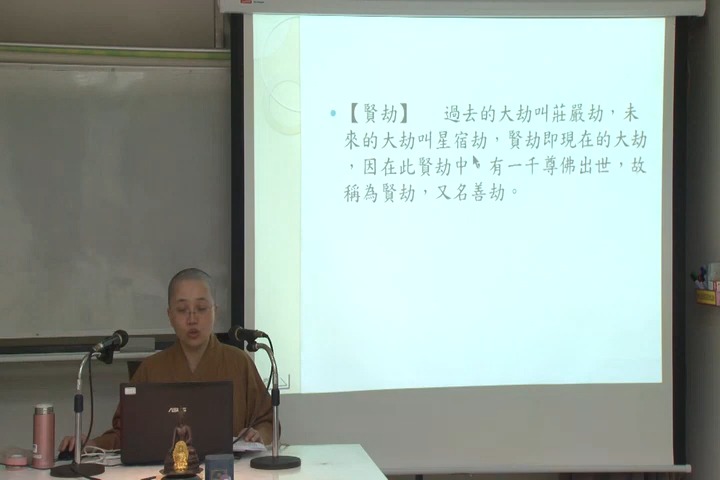 【賢劫】 過去的大劫叫莊嚴劫，未
來的大劫叫星宿劫，賢劫即現在的大劫
，因在此賢劫中，有一千尊佛出世，故
稱為賢劫，又名善劫。
ASUS